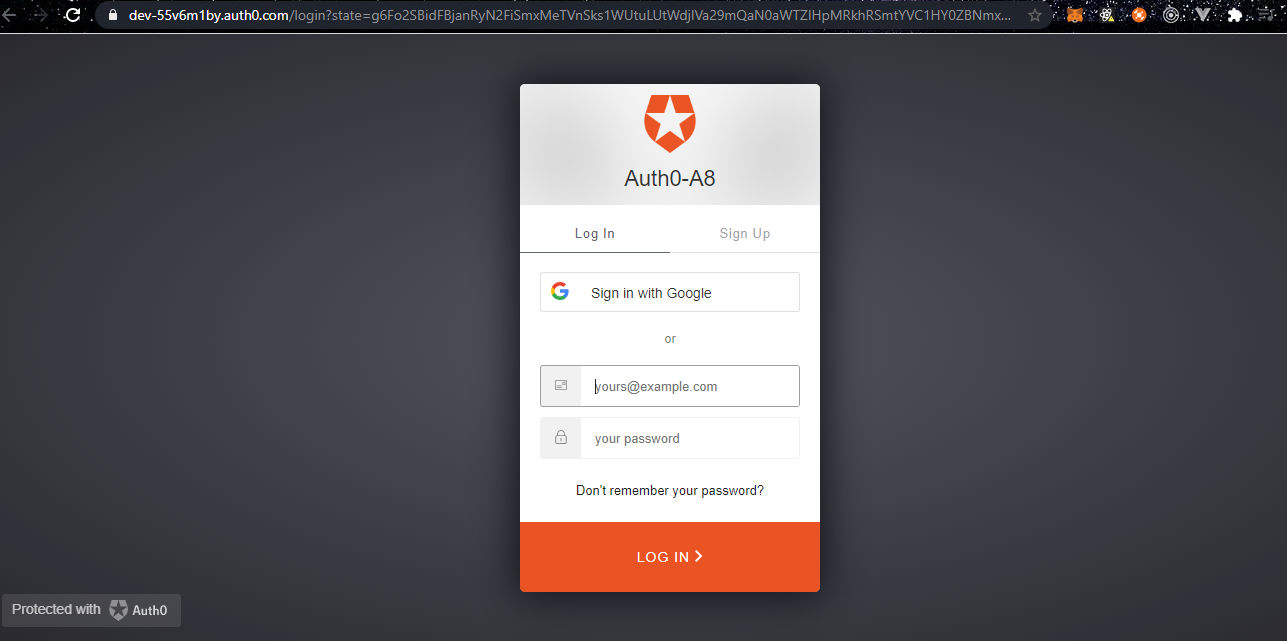 dev-55v6m1by.auth0.com/login?state=g6Fo2SBidFBjanRyN2FiSmxMeTVnSks1WUtuLUtWdjlVa29mQaN0aWTZIHpMRkhRSmtYVC1HY0ZBNmx...
Auth0-A8
Log In
Sign Up
Sign in with Google
or
yours@example.com
your password
Don't remember your password?
LOG IN
Protected with Auth0